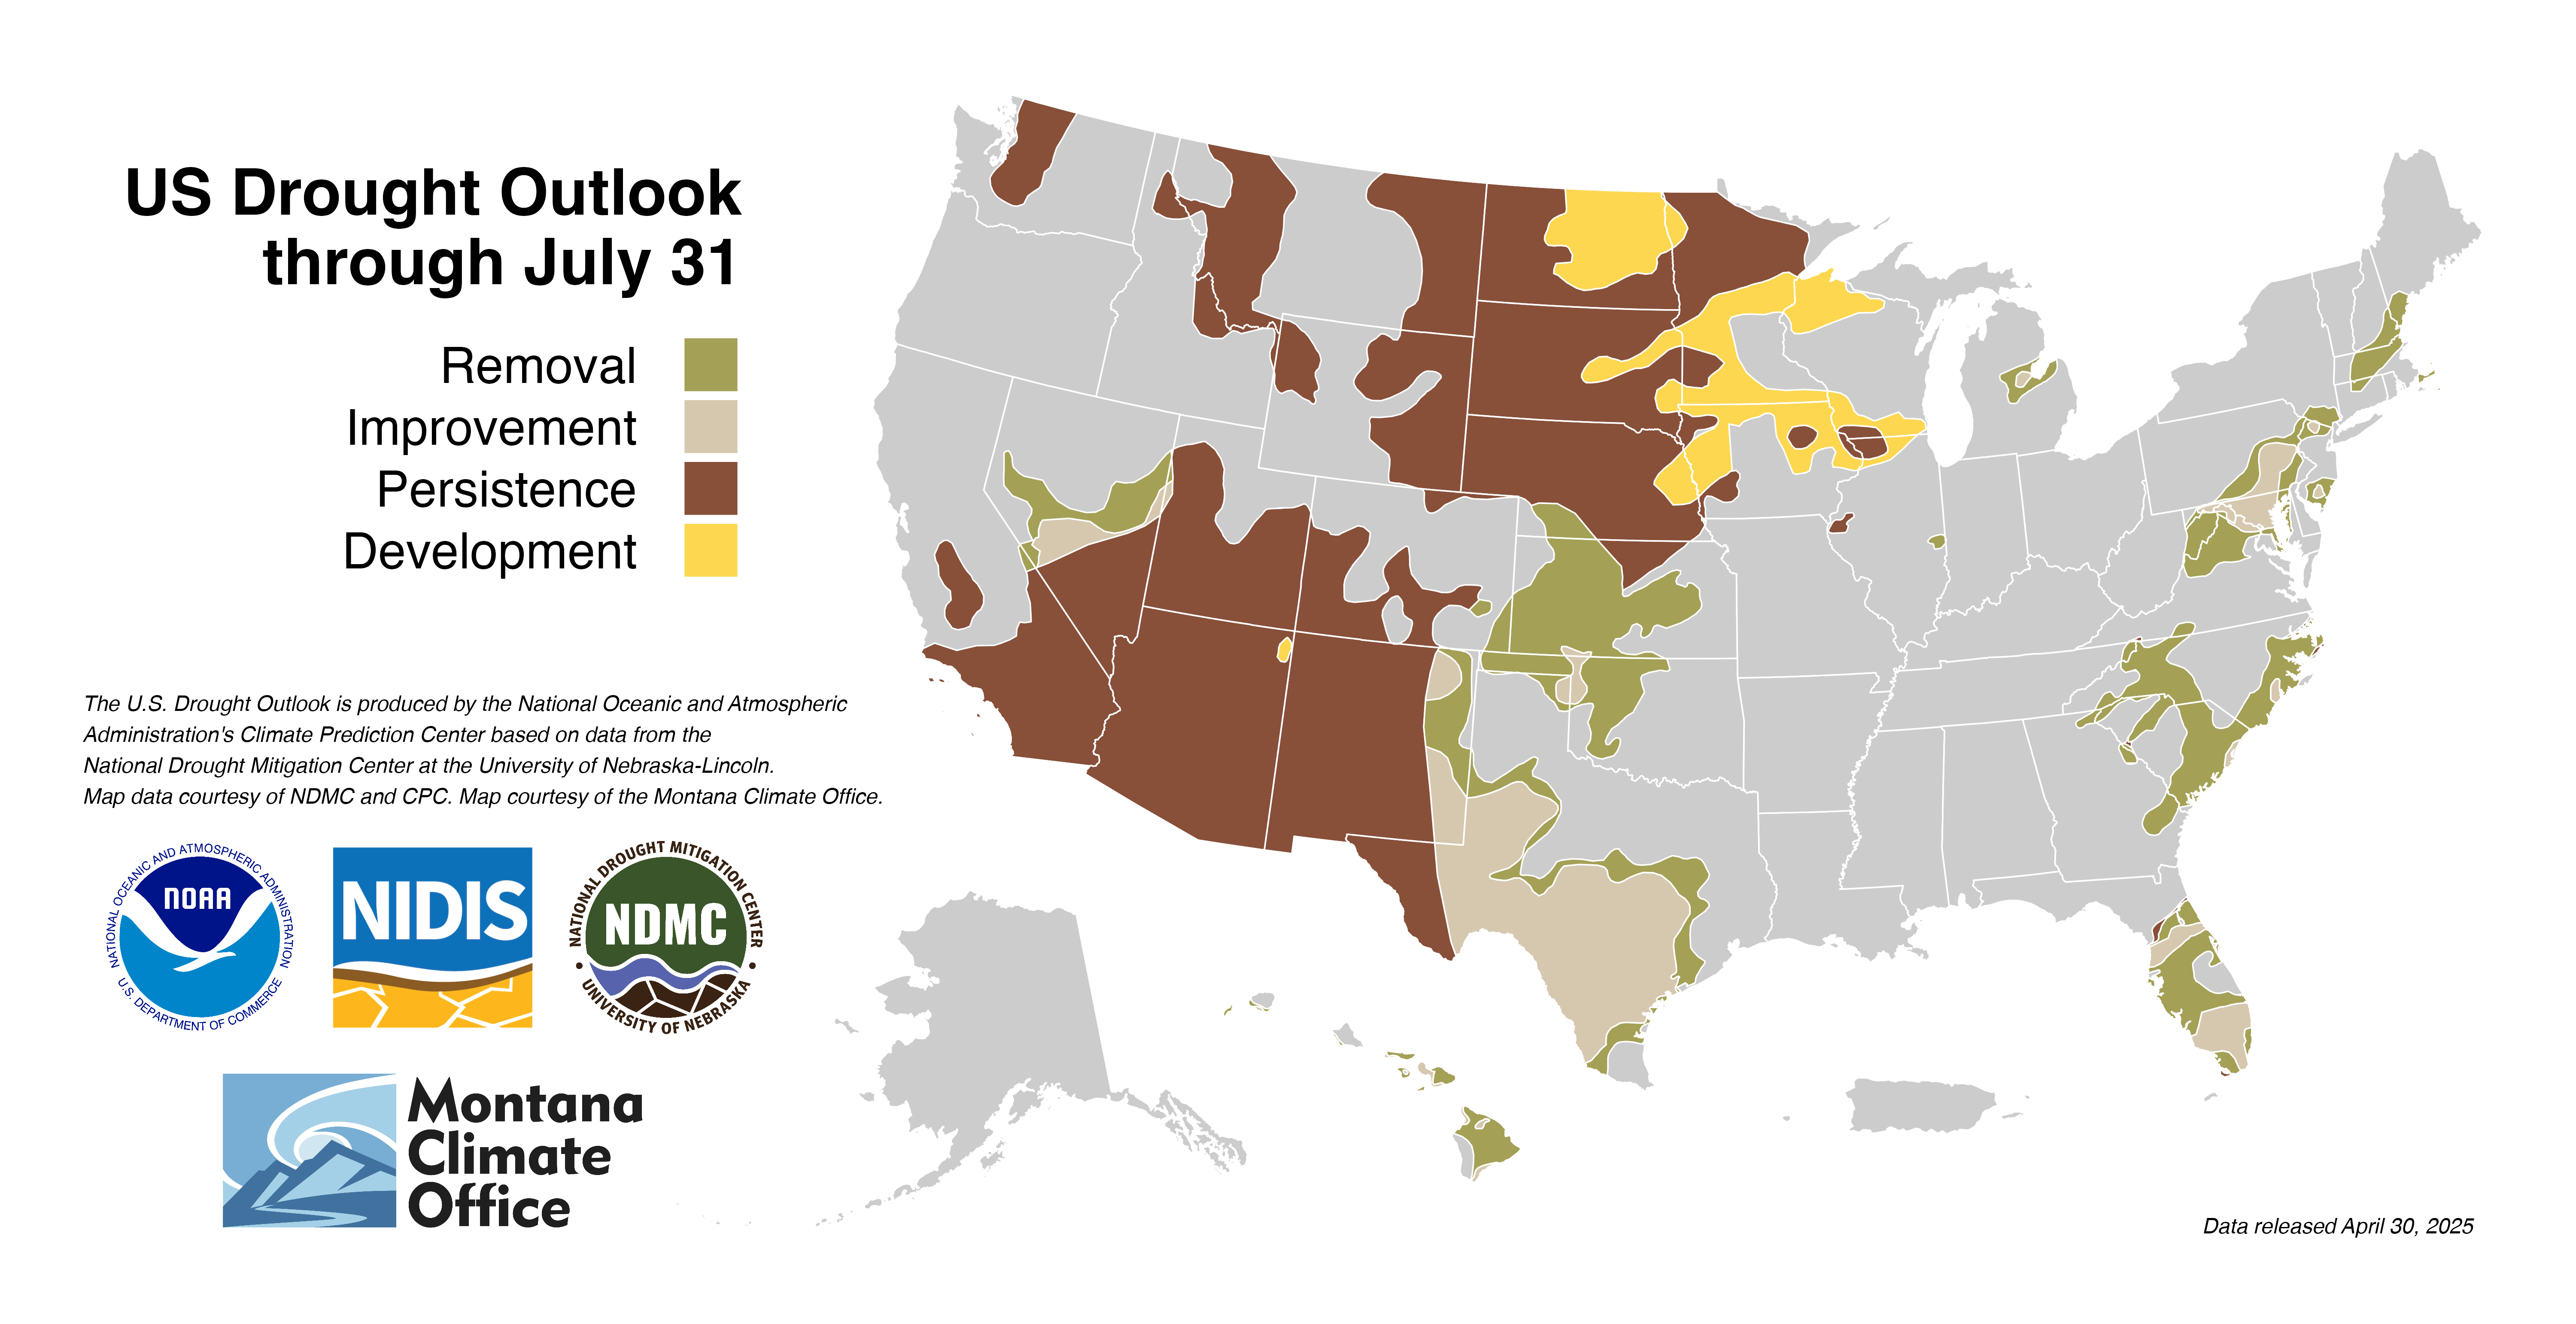 US Drought Outlook
through July 31
Removal
Improvement
Persistence
Development
The U.S. Drought Outlook is produced by the National Oceanic and Atmospheric
Administration's Climate Prediction Center based on data from the
National Drought Mitigation Center at the University of Nebraska-Lincoln.
Map data courtesy of NDMC and CPC. Map courtesy of the Montana Climate Office.
NATIONAL OCEANIC AND ATMOSPHERIC ADMINISTRATION
NOAA
U.S. DEPARTMENT OF COMMERCE
NIDIS
NATIONAL DROUGHT MITIGATION CENTER
NDMC
UNIVERSITY OF NEBRASKA
Montana
Climate
Office
Data released April 30, 2025